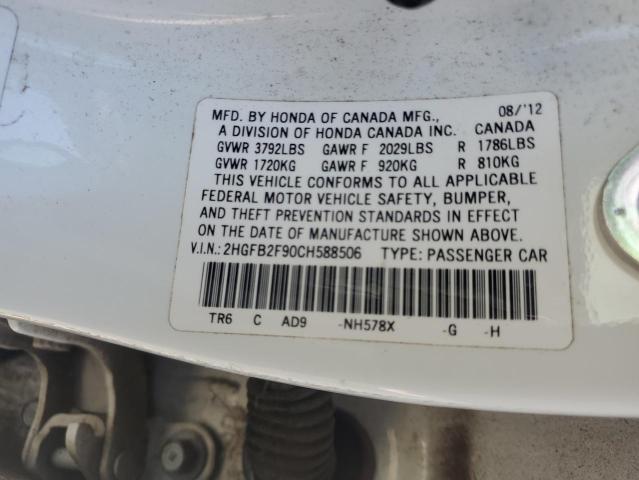 MFD. BY HONDA OF CANADA MFG., 08/'12
A DIVISION OF HONDA CANADA INC. CANADA
GVWR 3792LBS GAWR F 2029LBS R 1786LBS
GVWR 1720KG GAWR F 920KG R 810KG
THIS VEHICLE CONFORMS TO ALL APPLICABLE
FEDERAL MOTOR VEHICLE SAFETY, BUMPER,
AND THEFT PREVENTION STANDARDS IN EFFECT
ON THE DATE OF MANUFACTURE SHOWN ABOVE.
V.I.N.: 2HGFB2F90CH588506 TYPE: PASSENGER CAR
TR6 C AD9 -NH578X -G -H